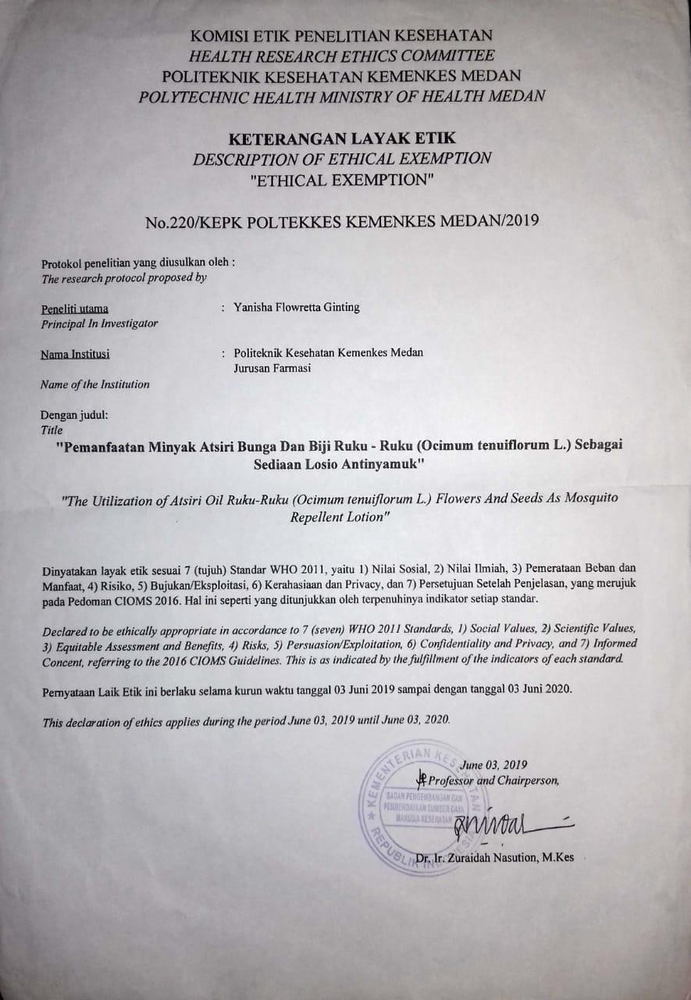 KOMISI ETIK PENELITIAN KESEHATAN
HEALTH RESEARCH ETHICS COMMITTEE
POLITEKNIK KESEHATAN KEMENKES MEDAN
POLYTECHNIC HEALTH MINISTRY OF HEALTH MEDAN
KETERANGAN LAYAK ETIK
DESCRIPTION OF ETHICAL EXEMPTION
"ETHICAL EXEMPTION"
No.220/KEPK POLTEKKES KEMENKES MEDAN/2019
Protokol penelitian yang diusulkan oleh :
The research protocol proposed by
Peneliti utama : Yanisha Flowretta Ginting
Principal In Investigator
Nama Institusi : Politeknik Kesehatan Kemenkes Medan
Jurusan Farmasi
Name of the Institution
Dengan judul:
Title
"Pemanfaatan Minyak Atsiri Bunga Dan Biji Ruku - Ruku (Ocimum tenuiflorum L.) Sebagai
Sediaan Losio Antinyamuk"
"The Utilization of Atsiri Oil Ruku-Ruku (Ocimum tenuiflorum L.) Flowers And Seeds As Mosquito
Repellent Lotion"
Dinyatakan layak etik sesuai 7 (tujuh) Standar WHO 2011, yaitu 1) Nilai Sosial, 2) Nilai Ilmiah, 3) Pemerataan Beban dan
Manfaat, 4) Risiko, 5) Bujukan/Eksploitasi, 6) Kerahasiaan dan Privacy, dan 7) Persetujuan Setelah Penjelasan, yang merujuk
pada Pedoman CIOMS 2016. Hal ini seperti yang ditunjukkan oleh terpenuhinya indikator setiap standar.
Declared to be ethically appropriate in accordance to 7 (seven) WHO 2011 Standards, 1) Social Values, 2) Scientific Values,
3) Equitable Assessment and Benefits, 4) Risks, 5) Persuasion/Exploitation, 6) Confidentiality and Privacy, and 7) Informed
Concent, referring to the 2016 CIOMS Guidelines. This is as indicated by the fulfillment of the indicators of each standard.
Pernyataan Laik Etik ini berlaku selama kurun waktu tanggal 03 Juni 2019 sampai dengan tanggal 03 Juni 2020.
This declaration of ethics applies during the period June 03, 2019 until June 03, 2020.
June 03, 2019
Professor and Chairperson,
KEMENTERIAN KESEHATAN
BADAN PENGEMBANGAN DAN
PEMBERDAYAAN SUMBER DAYA
MANUSIA KESEHATAN
REPUBLIK INDONESIA
Dr. Ir. Zuraidah Nasution, M.Kes